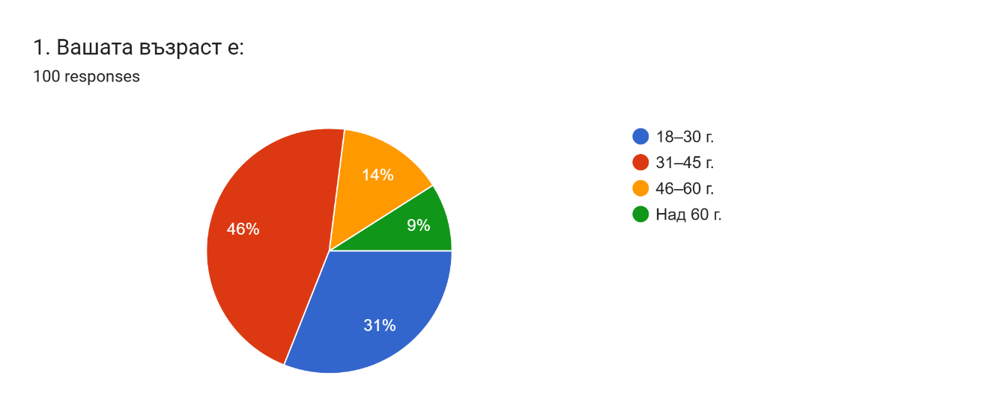 1. Вашата възраст е:
100 responses
18–30 г.
31–45 г.
46–60 г.
Над 60 г.
14%
9%
46%
31%